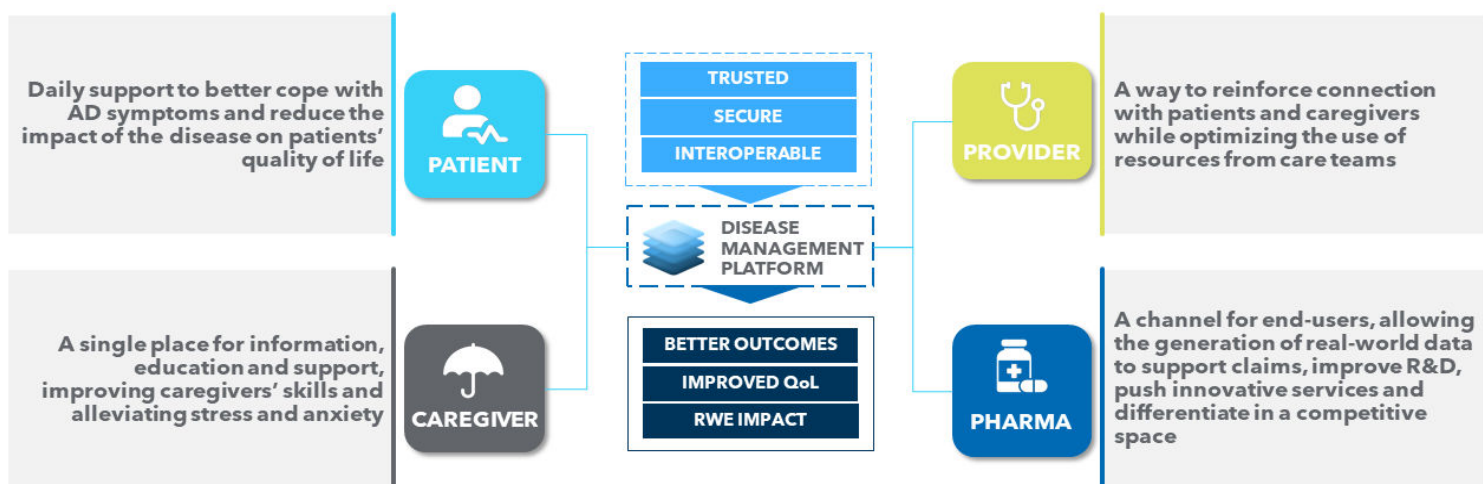 Daily support to better cope with
AD symptoms and reduce the
impact of the disease on patients'
quality of life
PATIENT
TRUSTED
SECURE
INTEROPERABLE
PROVIDER
A way to reinforce connection
with patients and caregivers
while optimizing the use of
resources from care teams
DISEASE
MANAGEMENT
PLATFORM
A single place for information,
education and support,
improving caregivers' skills and
alleviating stress and anxiety
CAREGIVER
BETTER OUTCOMES
IMPROVED QoL
RWE IMPACT
PHARMA
A channel for end-users, allowing
the generation of real-world data
to support claims, improve R&D,
push innovative services and
differentiate in a competitive
space